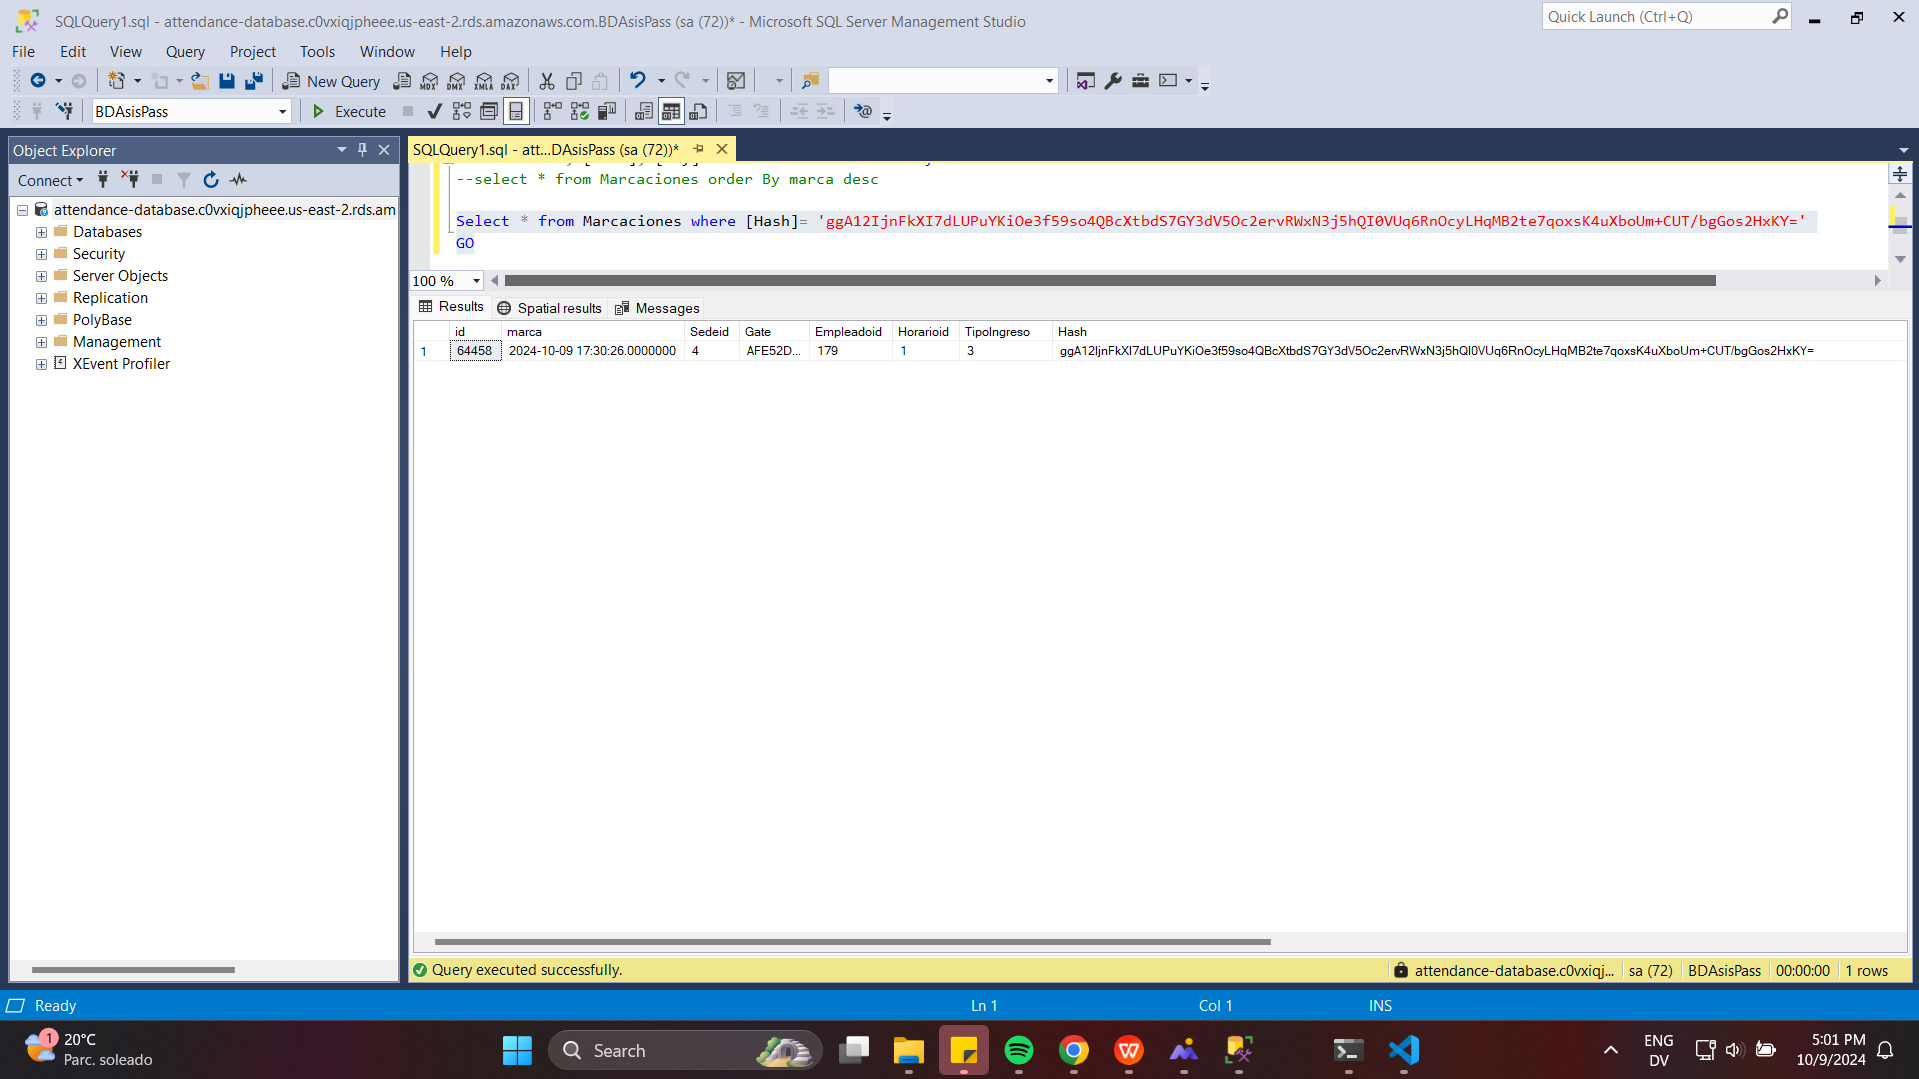 SQLQuery1.sql - attendance-database.c0vxiqjpheee.us-east-2.rds.amazonaws.com.BDAsisPass (sa (72))* - Microsoft SQL Server Management Studio
Quick Launch (Ctrl+Q)
File Edit View Query Project Tools Window Help
New Query MDX DMX XMLA DAX
BDAsisPass Execute
Object Explorer
SQLQuery1.sql - att...DAsisPass (sa (72))*
Connect
--select * from Marcaciones order By marca desc
attendance-database.c0vxiqjpheee.us-east-2.rds.am
Databases
Security
Server Objects
Replication
PolyBase
Management
XEvent Profiler
Select * from Marcaciones where [Hash]= 'ggA12IjnFkXI7dLUPuYKiOe3f59so4QBcXtbdS7GY3dV5Oc2ervRWxN3j5hQI0VUq6RnOcyLHqMB2te7qoxsK4uXboUm+CUT/bgGos2HxKY='
GO
100 %
Results Spatial results Messages
id marca Sedeid Gate Empleadoid Horarioid TipoIngreso Hash
1 64458 2024-10-09 17:30:26.0000000 4 AFE52D... 179 1 3 ggA12IjnFkXI7dLUPuYKiOe3f59so4QBcXtbdS7GY3dV5Oc2ervRWxN3j5hQI0VUq6RnOcyLHqMB2te7qoxsK4uXboUm+CUT/bgGos2HxKY=
Query executed successfully.
attendance-database.c0vxiqj... sa (72) BDAsisPass 00:00:00 1 rows
Ready Ln 1 Col 1 INS
1 20°C
Parc. soleado
Search
ENG
DV
5:01 PM
10/9/2024